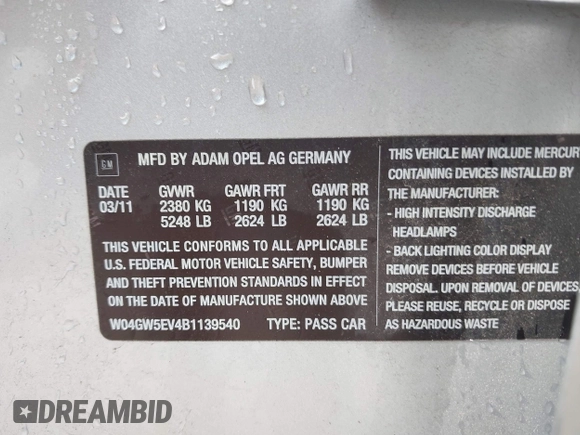 GM
MFD BY ADAM OPEL AG GERMANY
DATE GVWR GAWR FRT GAWR RR
03/11 2380 KG 1190 KG 1190 KG
5248 LB 2624 LB 2624 LB
THIS VEHICLE CONFORMS TO ALL APPLICABLE
U.S. FEDERAL MOTOR VEHICLE SAFETY, BUMPER
AND THEFT PREVENTION STANDARDS IN EFFECT
ON THE DATE OF MANUFACTURE SHOWN ABOVE
W04GW5EV4B1139540 TYPE: PASS CAR
THIS VEHICLE MAY INCLUDE MERCUR
CONTAINING DEVICES INSTALLED BY
THE MANUFACTURER:
- HIGH INTENSITY DISCHARGE
HEADLAMPS
- BACK LIGHTING COLOR DISPLAY
REMOVE DEVICES BEFORE VEHICLE
DISPOSAL. UPON REMOVAL OF DEVICES
PLEASE REUSE, RECYCLE OR DISPOSE
AS HAZARDOUS WASTE
DREAMBID